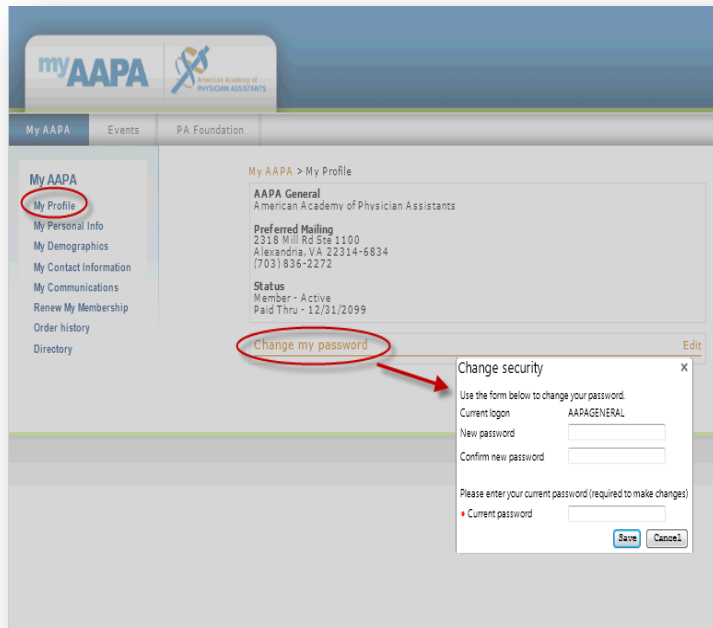 myAAPA
American Academy of
PHYSICIAN ASSISTANTS
My AAPA Events PA Foundation
My AAPA
My Profile
My Personal Info
My Demographics
My Contact Information
My Communications
Renew My Membership
Order history
Directory
My AAPA > My Profile
AAPA General
American Academy of Physician Assistants
Preferred Mailing
2318 Mill Rd Ste 1100
Alexandria, VA 22314-6834
(703) 836-2272
Status
Member - Active
Paid Thru - 12/31/2099
Change my password Edit
Change security x
Use the form below to change your password.
Current logon AAPAGENERAL
New password
Confirm new password
Please enter your current password (required to make changes)
Current password
Save Cancel